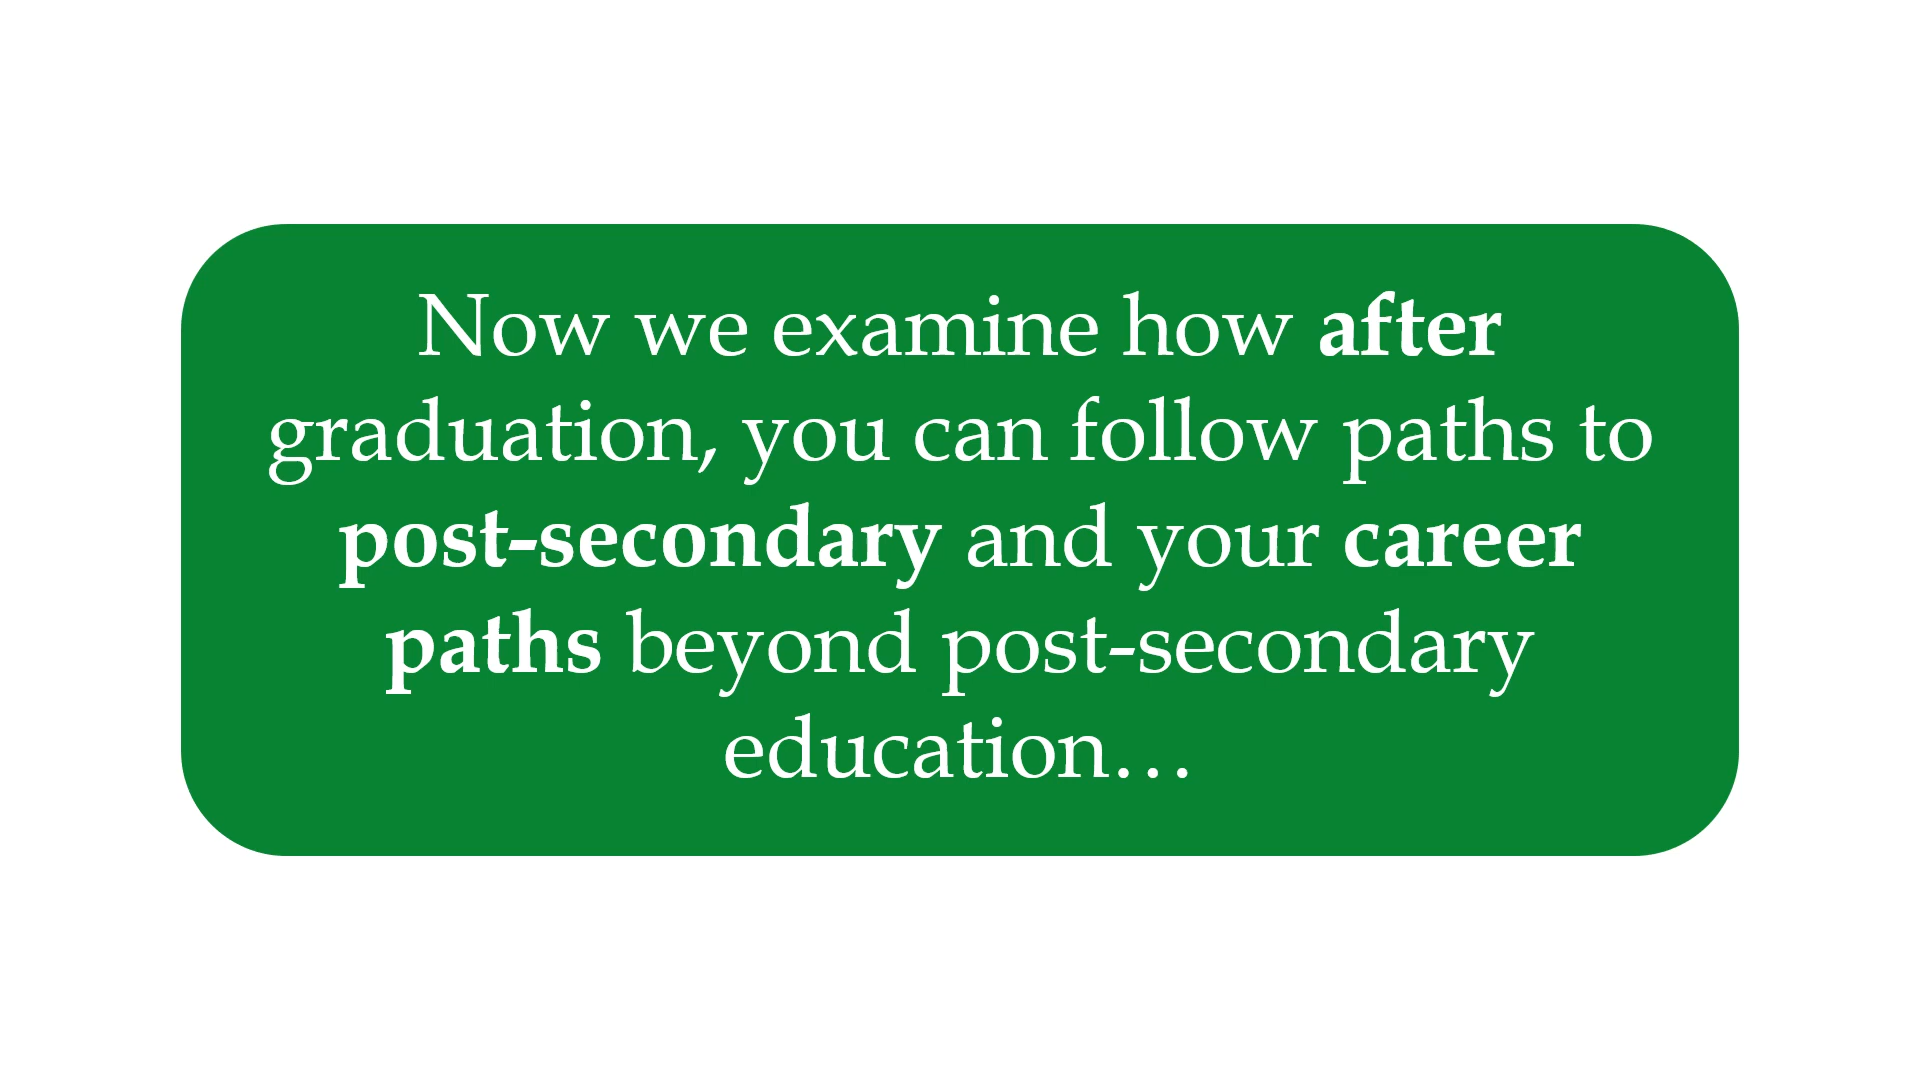 Now we examine how after
graduation, you can follow paths to
post-secondary and your career
paths beyond post-secondary
education…